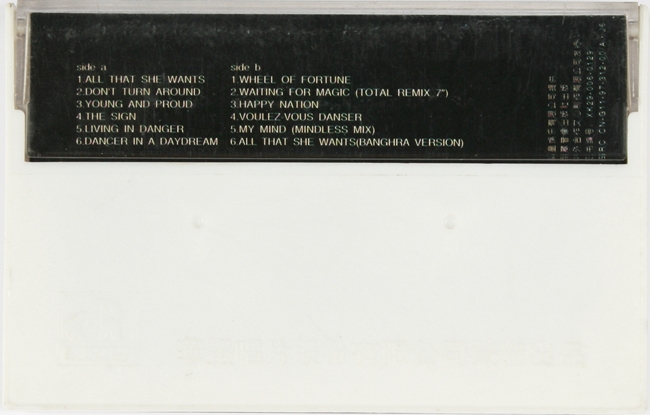 side a
1.ALL THAT SHE WANTS
2.DON'T TURN AROUND
3.YOUNG AND PROUD
4.THE SIGN
5.LIVING IN DANGER
6.DANCER IN A DAYDREAM
side b
1.WHEEL OF FORTUNE
2.WAITING FOR MAGIC (TOTAL REMIX 7")
3.HAPPY NATION
4.VOULEZ-VOUS DANSER
5.MY MIND (MINDLESS MIX)
6.ALL THAT SHE WANTS(BANGHRA VERSION)